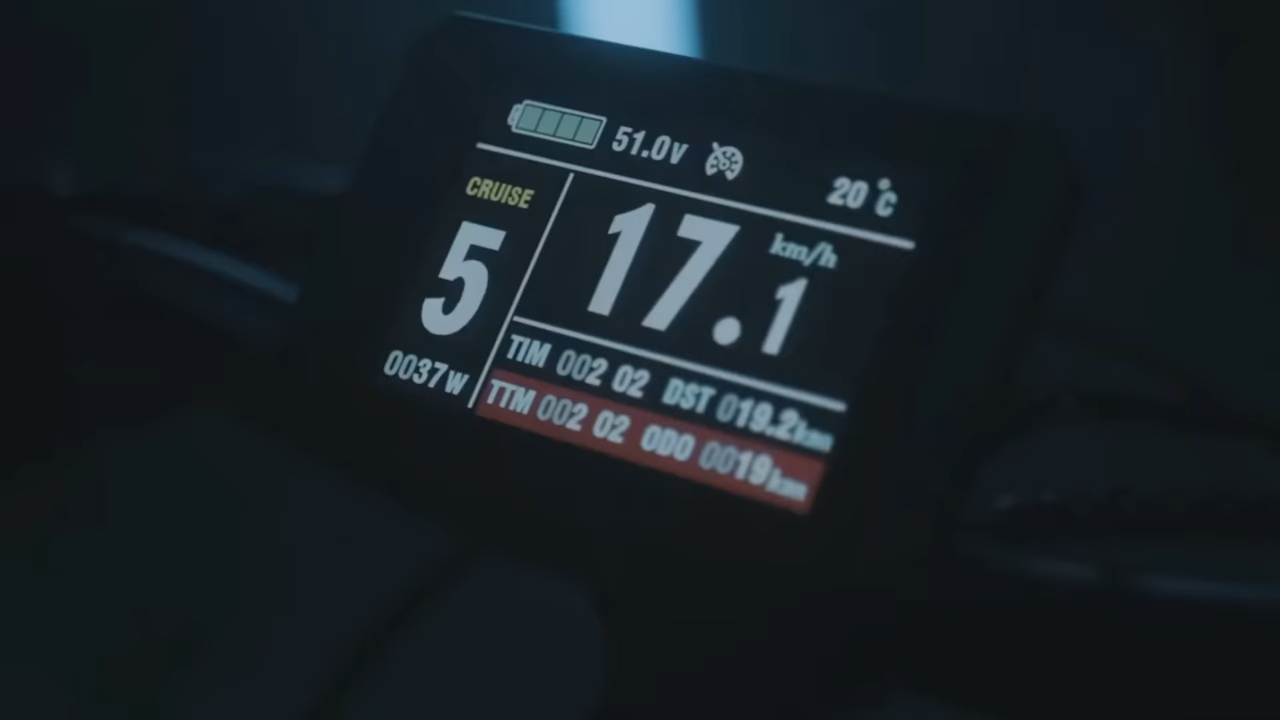 51.0v 20°C
CRUISE
5
0037w
17.1 km/h
TIM 002 02 DST 019.2km
TTM 002 02 ODO 0019km